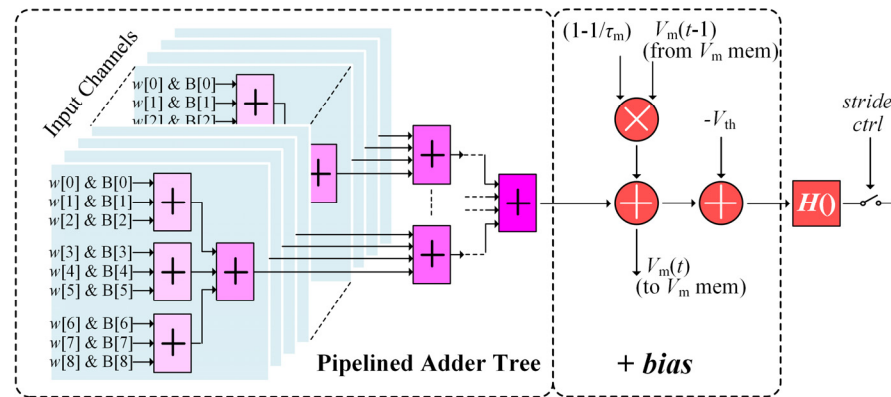 Input Channels
w[0] & B[0]
w[1] & B[1]
w[2] & B[2]
w[0] & B[0]
w[1] & B[1]
w[2] & B[2]
w[3] & B[3]
w[4] & B[4]
w[5] & B[5]
w[6] & B[6]
w[7] & B[7]
w[8] & B[8]
+
+
+
+
+
+
+
+
+
Pipelined Adder Tree
(1-1/τm)
Vm(t-1)
(from Vm mem)
×
-Vth
+
+
Vm(t)
(to Vm mem)
+ bias
H()
stride
ctrl